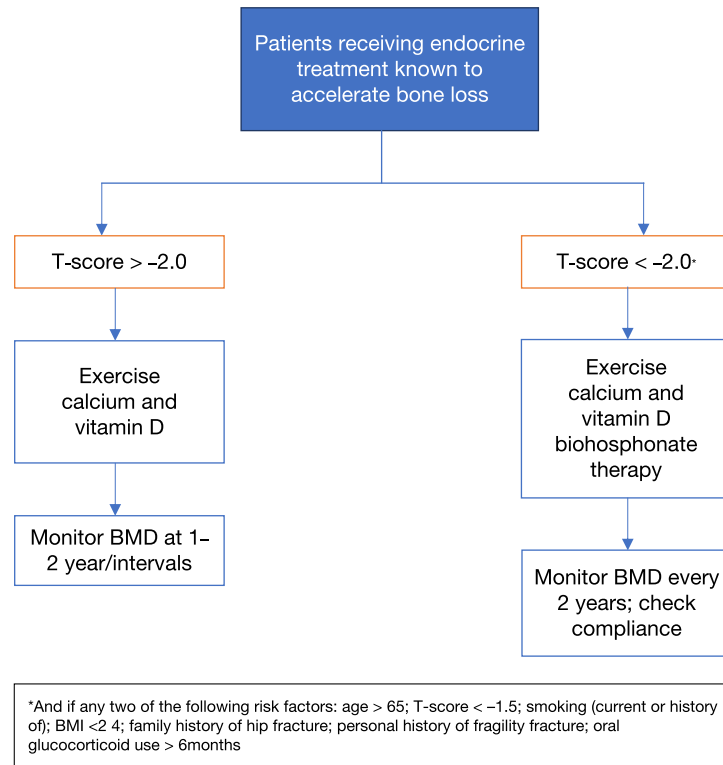 Patients receiving endocrine
treatment known to
accelerate bone loss
T-score > –2.0
T-score < –2.0*
Exercise
calcium and
vitamin D
Exercise
calcium and
vitamin D
biohosphonate
therapy
Monitor BMD at 1–
2 year/intervals
Monitor BMD every
2 years; check
compliance
*And if any two of the following risk factors: age > 65; T-score < –1.5; smoking (current or history
of); BMI <2 4; family history of hip fracture; personal history of fragility fracture; oral
glucocorticoid use > 6months